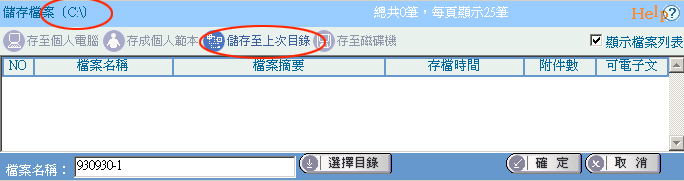 儲存檔案 (C:\) 總共0筆，每頁顯示25筆 Help?
存至個人電腦 存成個人範本 儲存至上次目錄 存至磁碟機 顯示檔案列表
NO 檔案名稱 檔案摘要 存檔時間 附件數 可電子文
檔案名稱： 930930-1 選擇目錄 確 定 取 消